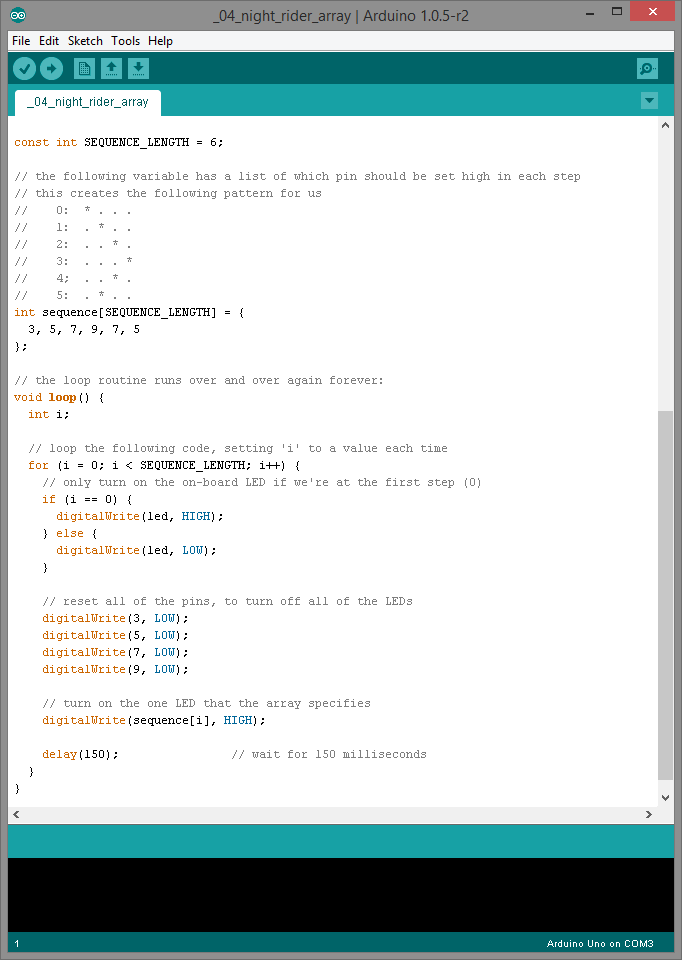 _04_night_rider_array | Arduino 1.0.5-r2
File Edit Sketch Tools Help
_04_night_rider_array
const int SEQUENCE_LENGTH = 6;
// the following variable has a list of which pin should be set high in each step
// this creates the following pattern for us
//    0:  * . . .
//    1:  . * . .
//    2:  . . * .
//    3:  . . . *
//    4;  . . * .
//    5:  . * . .
int sequence[SEQUENCE_LENGTH] = {
  3, 5, 7, 9, 7, 5
};
// the loop routine runs over and over again forever:
void loop() {
  int i;
  // loop the following code, setting 'i' to a value each time
  for (i = 0; i < SEQUENCE_LENGTH; i++) {
    // only turn on the on-board LED if we're at the first step (0)
    if (i == 0) {
      digitalWrite(led, HIGH);
    } else {
      digitalWrite(led, LOW);
    }
    // reset all of the pins, to turn off all of the LEDs
    digitalWrite(3, LOW);
    digitalWrite(5, LOW);
    digitalWrite(7, LOW);
    digitalWrite(9, LOW);
    // turn on the one LED that the array specifies
    digitalWrite(sequence[i], HIGH);
    delay(150);                // wait for 150 milliseconds
  }
}
1
Arduino Uno on COM3